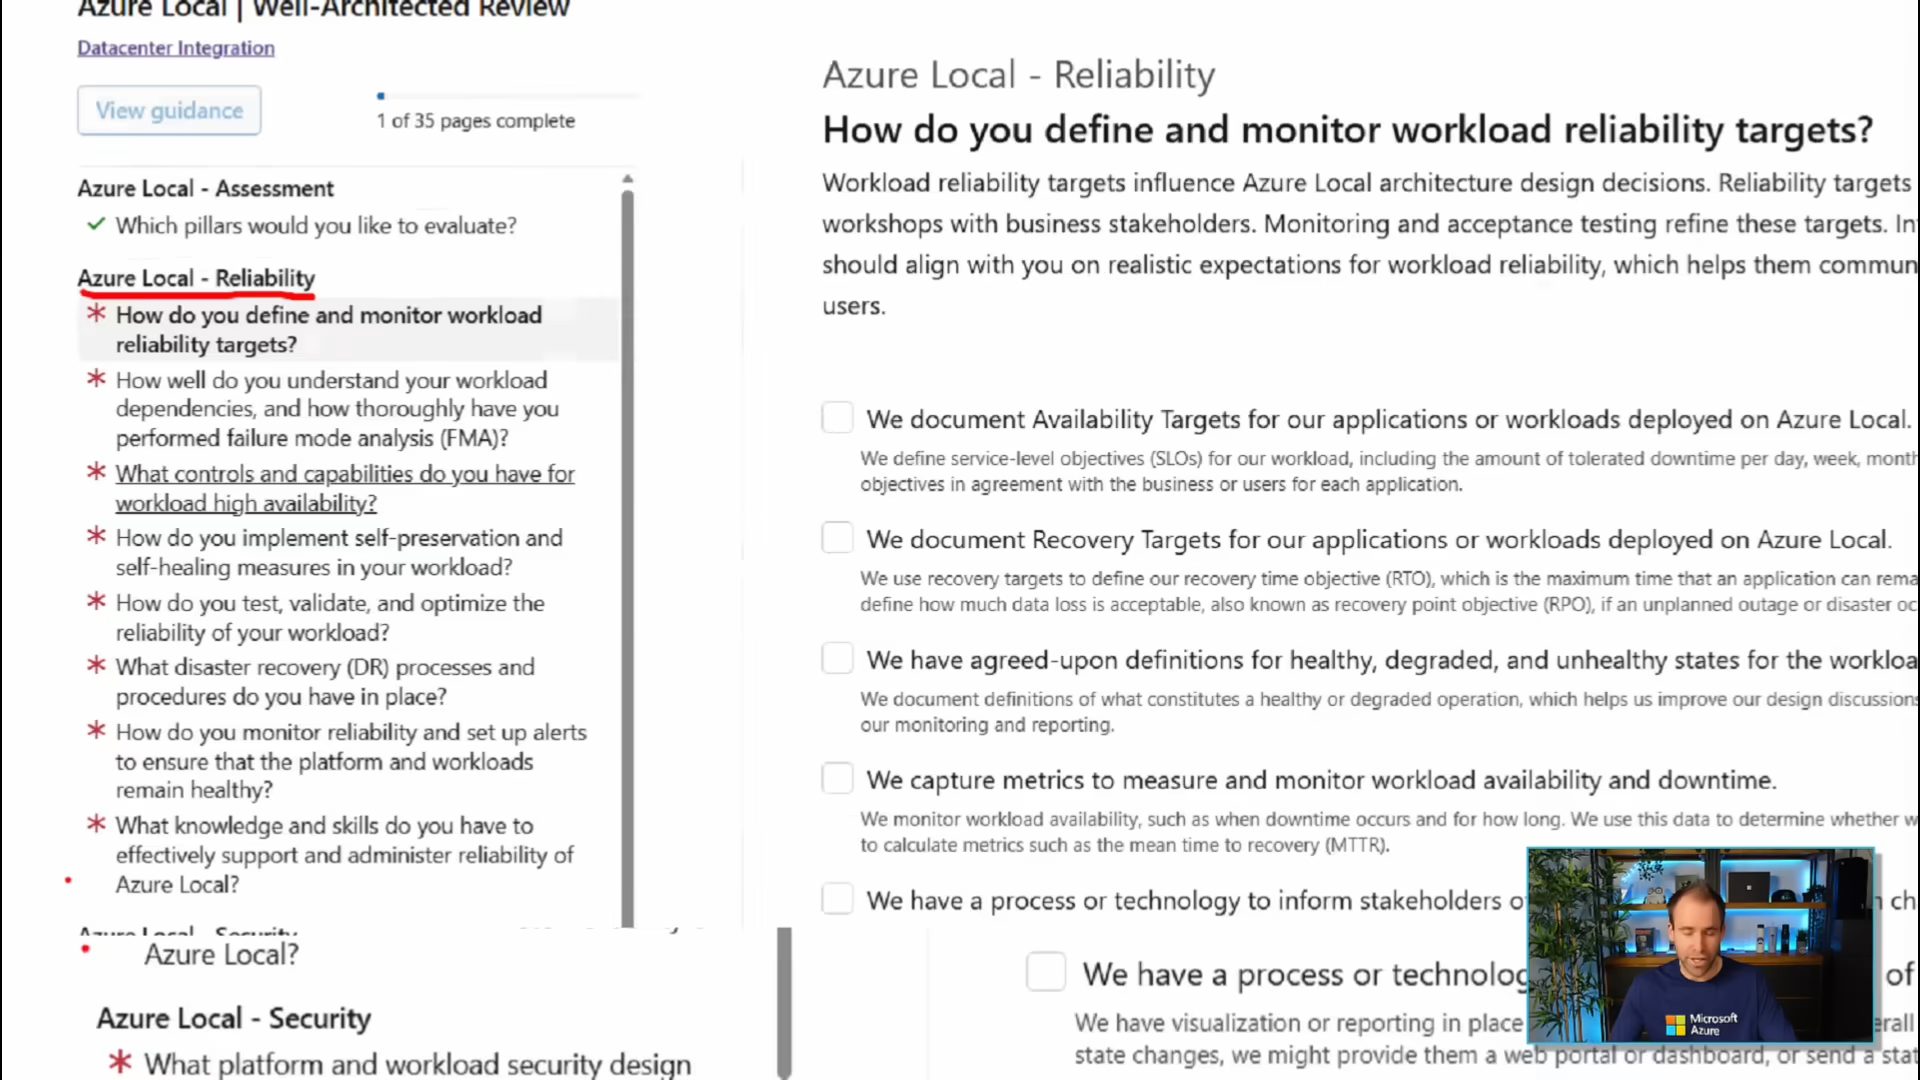 Azure Local | Well-Architected Review
Datacenter Integration
View guidance
1 of 35 pages complete
Azure Local - Assessment
Which pillars would you like to evaluate?
Azure Local - Reliability
How do you define and monitor workload
reliability targets?
How well do you understand your workload
dependencies, and how thoroughly have you
performed failure mode analysis (FMA)?
What controls and capabilities do you have for
workload high availability?
How do you implement self-preservation and
self-healing measures in your workload?
How do you test, validate, and optimize the
reliability of your workload?
What disaster recovery (DR) processes and
procedures do you have in place?
How do you monitor reliability and set up alerts
to ensure that the platform and workloads
remain healthy?
What knowledge and skills do you have to
effectively support and administer reliability of
Azure Local?
Azure Local - Security
Azure Local?
Azure Local - Security
What platform and workload security design
Azure Local - Reliability
How do you define and monitor workload reliability targets?
Workload reliability targets influence Azure Local architecture design decisions. Reliability targets
workshops with business stakeholders. Monitoring and acceptance testing refine these targets. In
should align with you on realistic expectations for workload reliability, which helps them commun
users.
We document Availability Targets for our applications or workloads deployed on Azure Local.
We define service-level objectives (SLOs) for our workload, including the amount of tolerated downtime per day, week, month
objectives in agreement with the business or users for each application.
We document Recovery Targets for our applications or workloads deployed on Azure Local.
We use recovery targets to define our recovery time objective (RTO), which is the maximum time that an application can rema
define how much data loss is acceptable, also known as recovery point objective (RPO), if an unplanned outage or disaster oc
We have agreed-upon definitions for healthy, degraded, and unhealthy states for the workloa
We document definitions of what constitutes a healthy or degraded operation, which helps us improve our design discussions
our monitoring and reporting.
We capture metrics to measure and monitor workload availability and downtime.
We monitor workload availability, such as when downtime occurs and for how long. We use this data to determine whether w
to calculate metrics such as the mean time to recovery (MTTR).
We have a process or technology to inform stakeholders o ch
We have a process or technolog of
We have visualization or reporting in place erall
state changes, we might provide them a web portal or dashboard, or send a stat
Microsoft
Azure